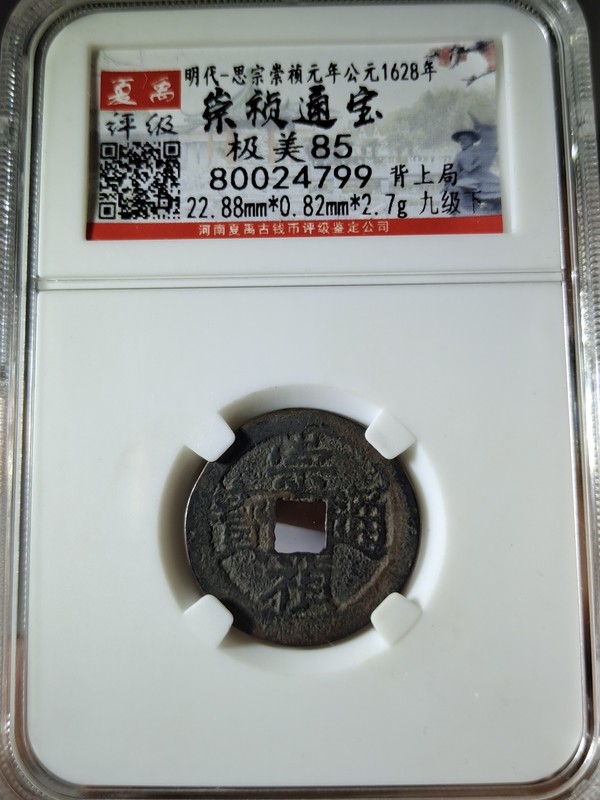 明代-思宗崇祯元年公元1628年
夏禹
评级
崇祯通宝
极美85
80024799 背上局
22.88mm*0.82mm*2.7g 九级下
河南夏禹古钱币评级鉴定公司
崇
寶 通
禎